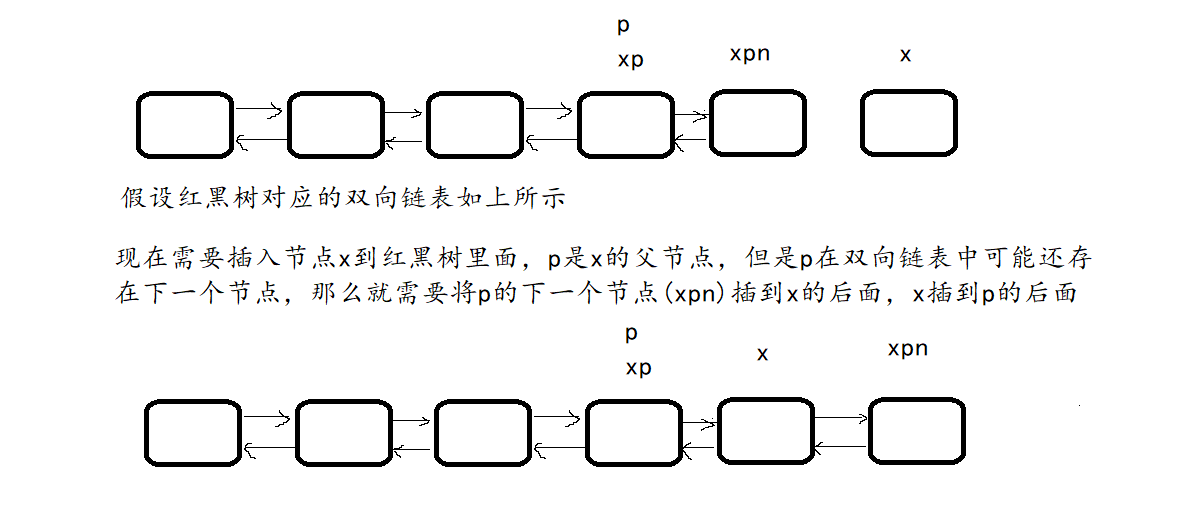 p
xp
xpn
x
假设红黑树对应的双向链表如上所示
现在需要插入节点x到红黑树里面，p是x的父节点，但是p在双向链表中可能还存
在下一个节点，那么就需要将p的下一个节点(xpn)插到x的后面，x插到p的后面
p
xp
x
xpn